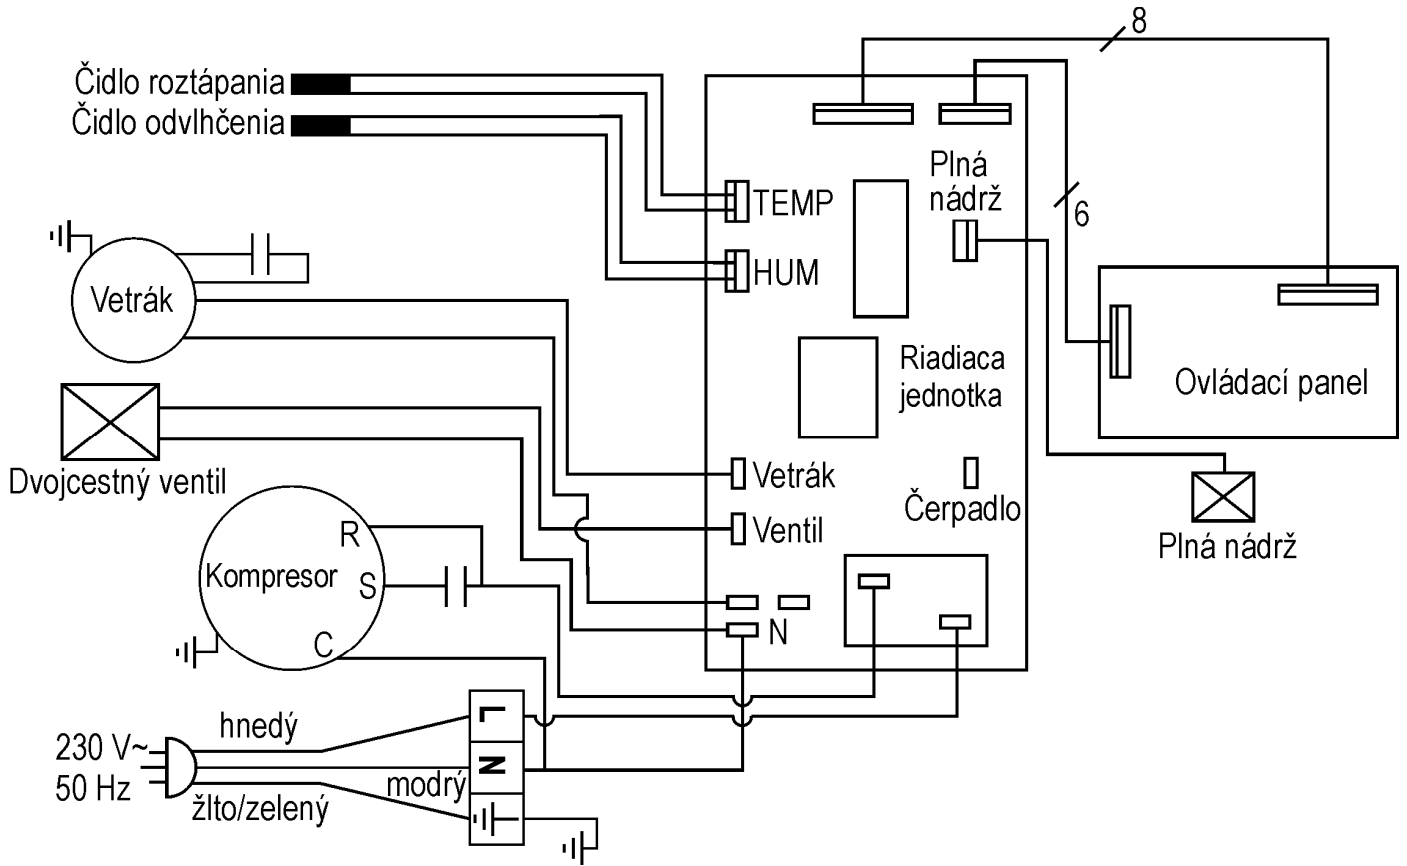 8
Čidlo roztápania
Čidlo odvlhčenia
Plná
nádrž
TEMP
6
HUM
Vetrák
Riadiaca
jednotka
Ovládací panel
Dvojcestný ventil
Vetrák
Čerpadlo
Ventil
Plná nádrž
R
Kompresor
S
C
N
L
hnedý
230 V~
50 Hz
N
modrý
žlto/zelený